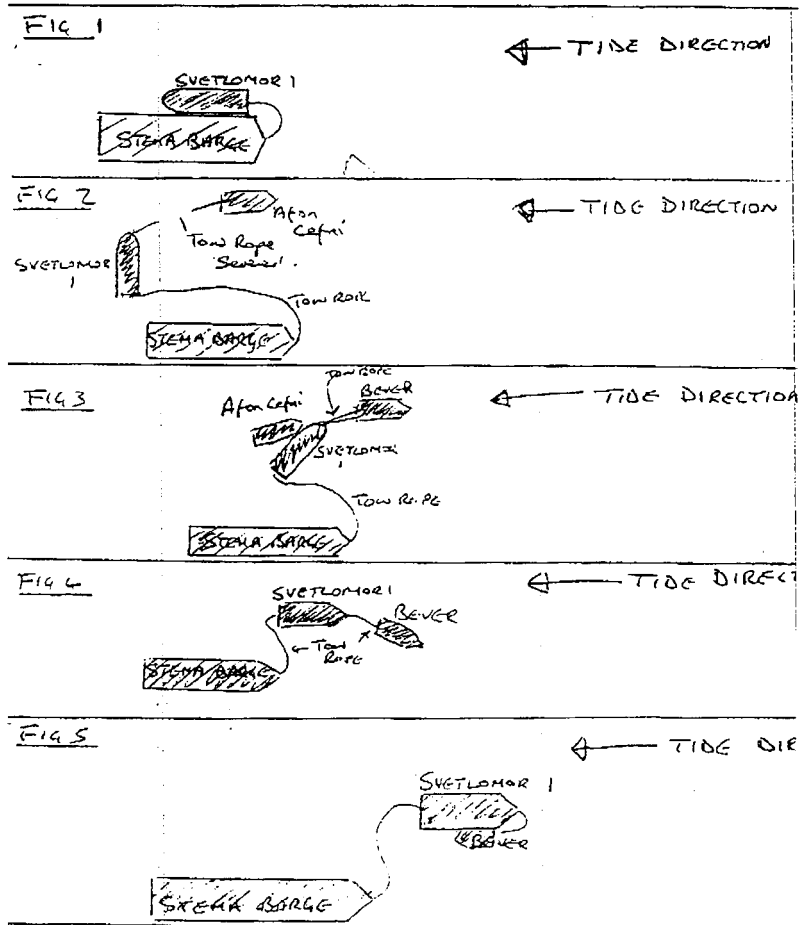 FIG 1
TIDE DIRECTION
SVETLOMOR 1
STEMA BARGE
FIG 2
TIDE DIRECTION
Afon
Cefni
Tow Rope
Severed.
SVETLOMOR
1
TOW ROPE
STEMA BARGE
FIG 3
TOW ROPE
BEVER
TIDE DIRECTION
Afon Cefni
SVETLOMOR
1
TOW ROPE
STEMA BARGE
FIG 4
TIDE DIRECT
SVETLOMOR 1
BEVER
TOW
ROPE
STEMA BARGE
FIG 5
TIDE DIR
SVETLOMOR 1
BEVER
STEMA BARGE